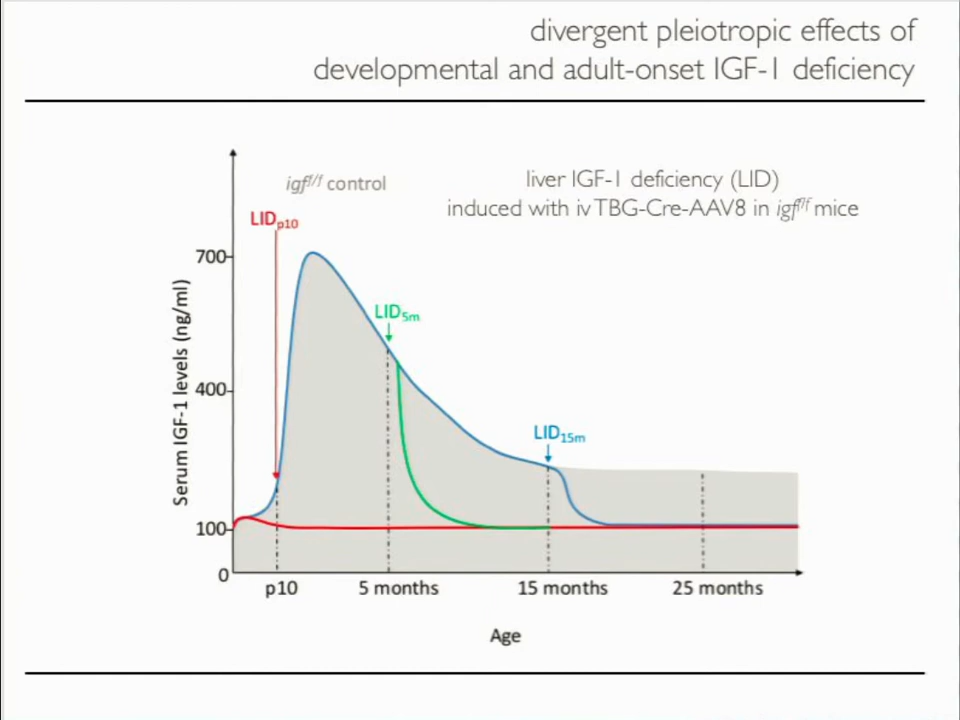 divergent pleiotropic effects of
developmental and adult-onset IGF-1 deficiency
igf^f/f control
liver IGF-1 deficiency (LID)
induced with iv TBG-Cre-AAV8 in igf^f/f mice
LIDp10
700
LID5m
400
LID15m
100
0
Serum IGF-1 levels (ng/ml)
p10 5 months 15 months 25 months
Age